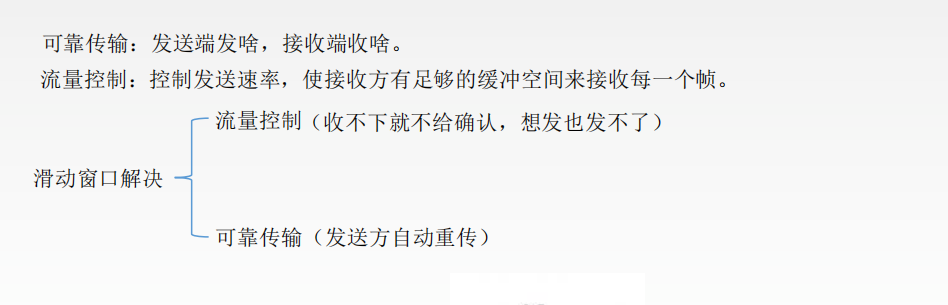 可靠传输：发送端发啥，接收端收啥。
流量控制：控制发送速率，使接收方有足够的缓冲空间来接收每一个帧。
流量控制（收不下就不给确认，想发也发不了）
滑动窗口解决
可靠传输（发送方自动重传）